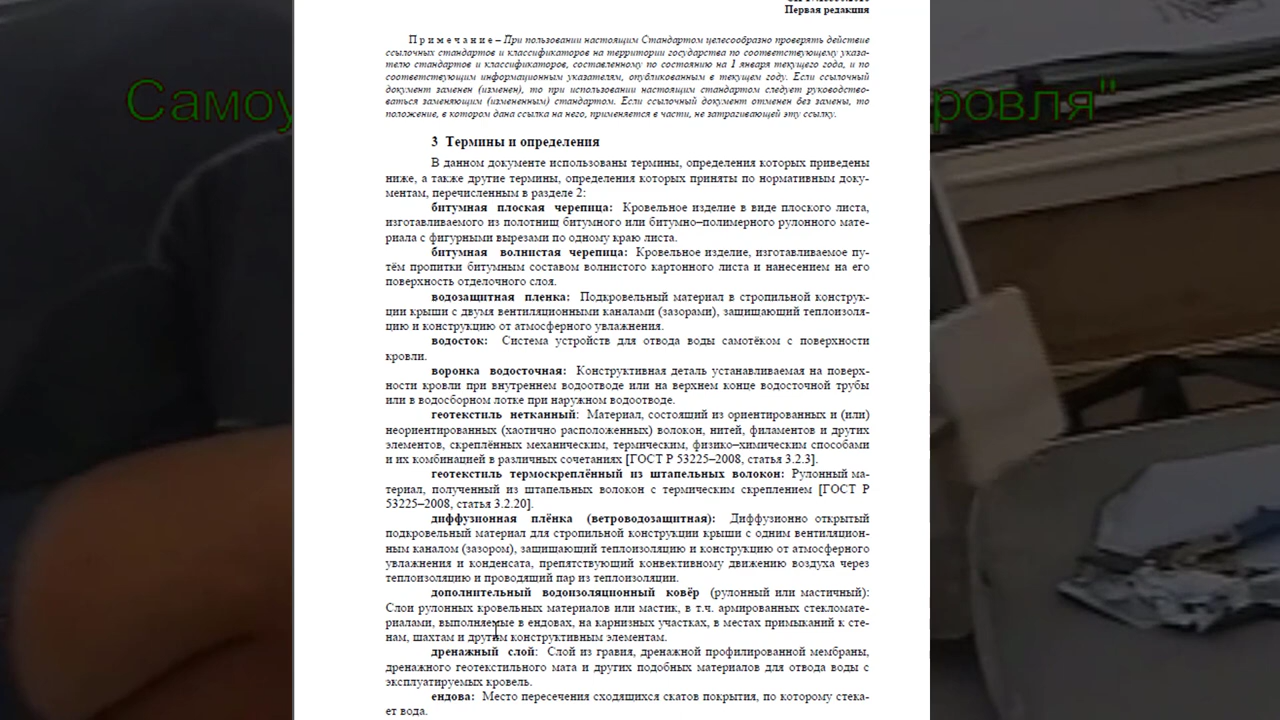 Первая редакция
Самоу
ровля"
Примечание – При пользовании настоящим Стандартом целесообразно проверять действие
ссылочных стандартов и классификаторов на территории государства по соответствующему указа-
телю стандартов и классификаторов, составленному по состоянию на 1 января текущего года, и по
соответствующим информационным указателям, опубликованным в текущем году. Если ссылочный
документ заменен (изменен), то при использовании настоящим стандартом следует руководство-
ваться заменяющим (измененным) стандартом. Если ссылочный документ отменен без замены, то
положение, в котором дана ссылка на него, применяется в части, не затрагивающей эту ссылку.
3 Термины и определения
В данном документе использованы термины, определения которых приведены
ниже, а также другие термины, определения которых приняты по нормативным доку-
ментам, перечисленным в разделе 2:
битумная плоская черепица: Кровельное изделие в виде плоского листа,
изготавливаемого из полотнищ битумного или битумно–полимерного рулонного мате-
риала с фигурными вырезами по одному краю листа.
битумная волнистая черепица: Кровельное изделие, изготавливаемое пу-
тём пропитки битумным составом волнистого картонного листа и нанесением на его
поверхность отделочного слоя.
водозащитная пленка: Подкровельный материал в стропильной конструк-
ции крыши с двумя вентиляционными каналами (зазорами), защищающий теплоизоля-
цию и конструкцию от атмосферного увлажнения.
водосток: Система устройств для отвода воды самотёком с поверхности
кровли.
воронка водосточная: Конструктивная деталь устанавливаемая на поверх-
ности кровли при внутреннем водоотводе или на верхнем конце водосточной трубы
или в водосборном лотке при наружном водоотводе.
геотекстиль нетканный: Материал, состоящий из ориентированных и (или)
неориентированных (хаотично расположенных) волокон, нитей, филаментов и других
элементов, скреплённых механическим, термическим, физико–химическим способами
и их комбинацией в различных сочетаниях [ГОСТ Р 53225–2008, статья 3.2.3].
геотекстиль термоскреплённый из штапельных волокон: Рулонный ма-
териал, полученный из штапельных волокон с термическим скреплением [ГОСТ Р
53225–2008, статья 3.2.20].
диффузионная плёнка (ветроводозащитная): Диффузионно открытый
подкровельный материал для стропильной конструкции крыши с одним вентиляцион-
ным каналом (зазором), защищающий теплоизоляцию и конструкцию от атмосферного
увлажнения и конденсата, препятствующий конвективному движению воздуха через
теплоизоляцию и проводящий пар из теплоизоляции.
дополнительный водоизоляционный ковёр (рулонный или мастичный):
Слои рулонных кровельных материалов или мастик, в т.ч. армированных стекломате-
риалами, выполняемые в ендовах, на карнизных участках, в местах примыканий к сте-
нам, шахтам и другим конструктивным элементам.
дренажный слой: Слой из гравия, дренажной профилированной мембраны,
дренажного геотекстильного мата и других подобных материалов для отвода воды с
эксплуатируемых кровель.
ендова: Место пересечения сходящихся скатов покрытия, по которому стека-
ет вода.